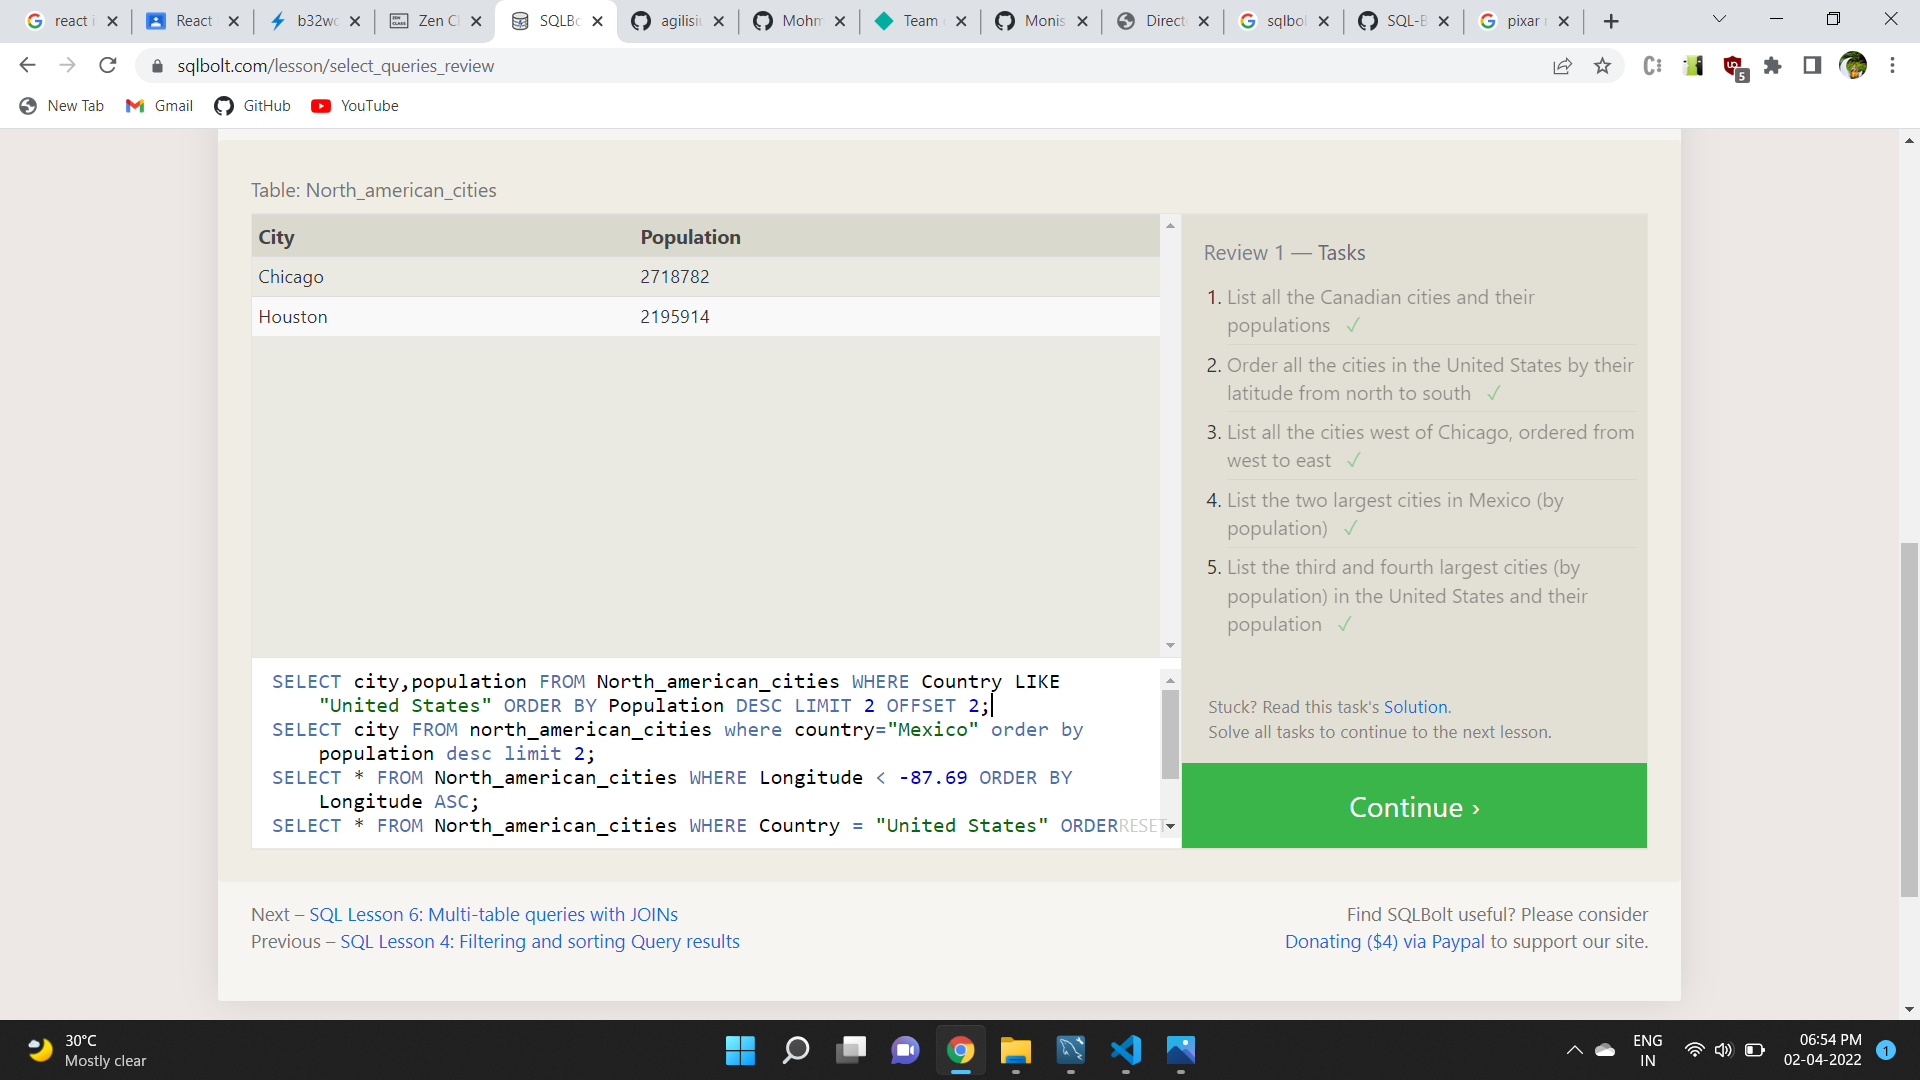 react i
React
b32wc
Zen Cl
SQLBo
agilisiu
Mohm
Team
Monis
Directo
sqlbol
SQL-B
pixar r
sqlbolt.com/lesson/select_queries_review
5
New Tab
Gmail
GitHub
YouTube
Table: North_american_cities
City Population
Chicago 2718782
Houston 2195914
SELECT city,population FROM North_american_cities WHERE Country LIKE
"United States" ORDER BY Population DESC LIMIT 2 OFFSET 2;
SELECT city FROM north_american_cities where country="Mexico" order by
population desc limit 2;
SELECT * FROM North_american_cities WHERE Longitude < -87.69 ORDER BY
Longitude ASC;
SELECT * FROM North_american_cities WHERE Country = "United States" ORDER
RESET
Review 1 — Tasks
1. List all the Canadian cities and their
populations ✓
2. Order all the cities in the United States by their
latitude from north to south ✓
3. List all the cities west of Chicago, ordered from
west to east ✓
4. List the two largest cities in Mexico (by
population) ✓
5. List the third and fourth largest cities (by
population) in the United States and their
population ✓
Stuck? Read this task's Solution.
Solve all tasks to continue to the next lesson.
Continue ›
Next – SQL Lesson 6: Multi-table queries with JOINs
Previous – SQL Lesson 4: Filtering and sorting Query results
Find SQLBolt useful? Please consider
Donating ($4) via Paypal to support our site.
30°C
Mostly clear
ENG
IN
06:54 PM
02-04-2022
1